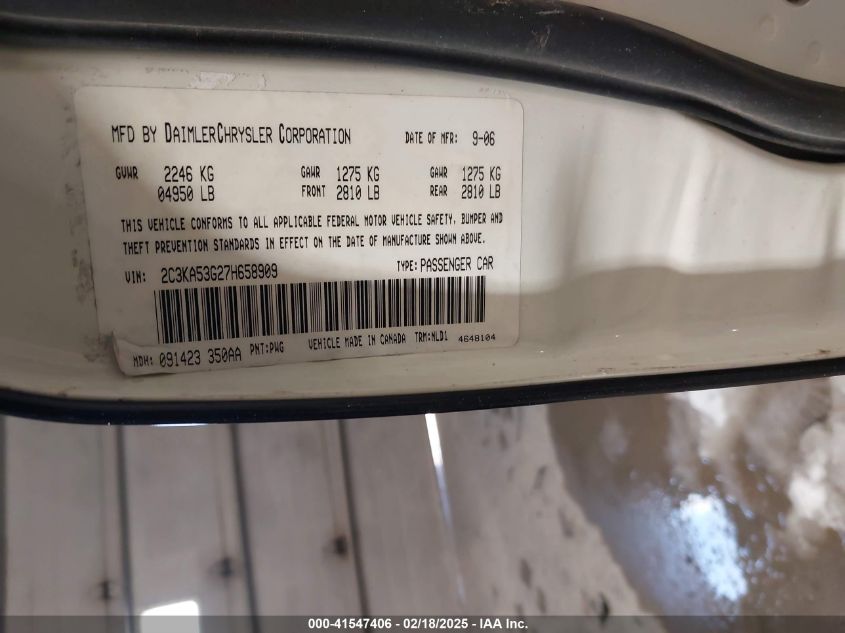 MFD BY DAIMLERCHRYSLER CORPORATION DATE OF MFR: 9-06
GVWR 2246 KG GAWR 1275 KG GAWR 1275 KG
04950 LB FRONT 2810 LB REAR 2810 LB
THIS VEHICLE CONFORMS TO ALL APPLICABLE FEDERAL MOTOR VEHICLE SAFETY, BUMPER AND
THEFT PREVENTION STANDARDS IN EFFECT ON THE DATE OF MANUFACTURE SHOWN ABOVE.
VIN: 2C3KA53G27H658909 TYPE: PASSENGER CAR
MDH: 091423 350AA PNT: PWG VEHICLE MADE IN CANADA TRM: NLD1 4648104
000-41547406 - 02/18/2025 - IAA Inc.